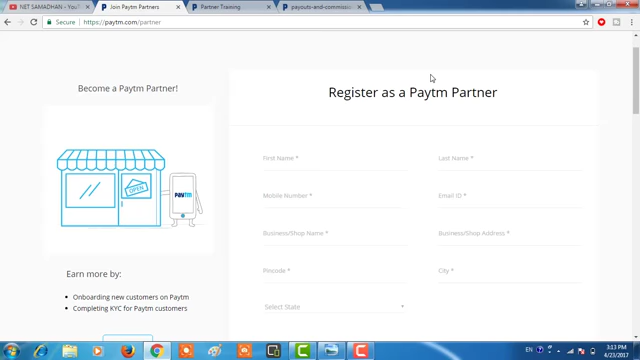 NET SAMADHAN - You
Join Paytm Partners
Partner Training
payouts-and-commissi
Secure
https://paytm.com/partner
Become a Paytm Partner!
OPEN
PAYTM
Earn more by:
Onboarding new customers on Paytm
Completing KYC for Paytm customers
Register as a Paytm Partner
First Name *
Last Name *
Mobile Number *
Email ID *
Business/Shop Name *
Business/Shop Address *
Pincode *
City *
Select State
EN
3:13 PM
4/23/2017